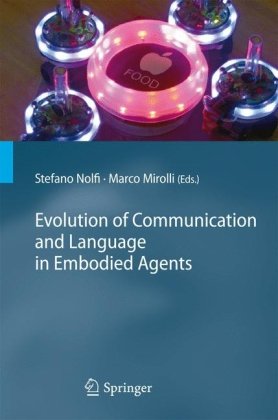 FOOD
Stefano Nolfi · Marco Mirolli (Eds.)
Evolution of Communication
and Language
in Embodied Agents
Springer